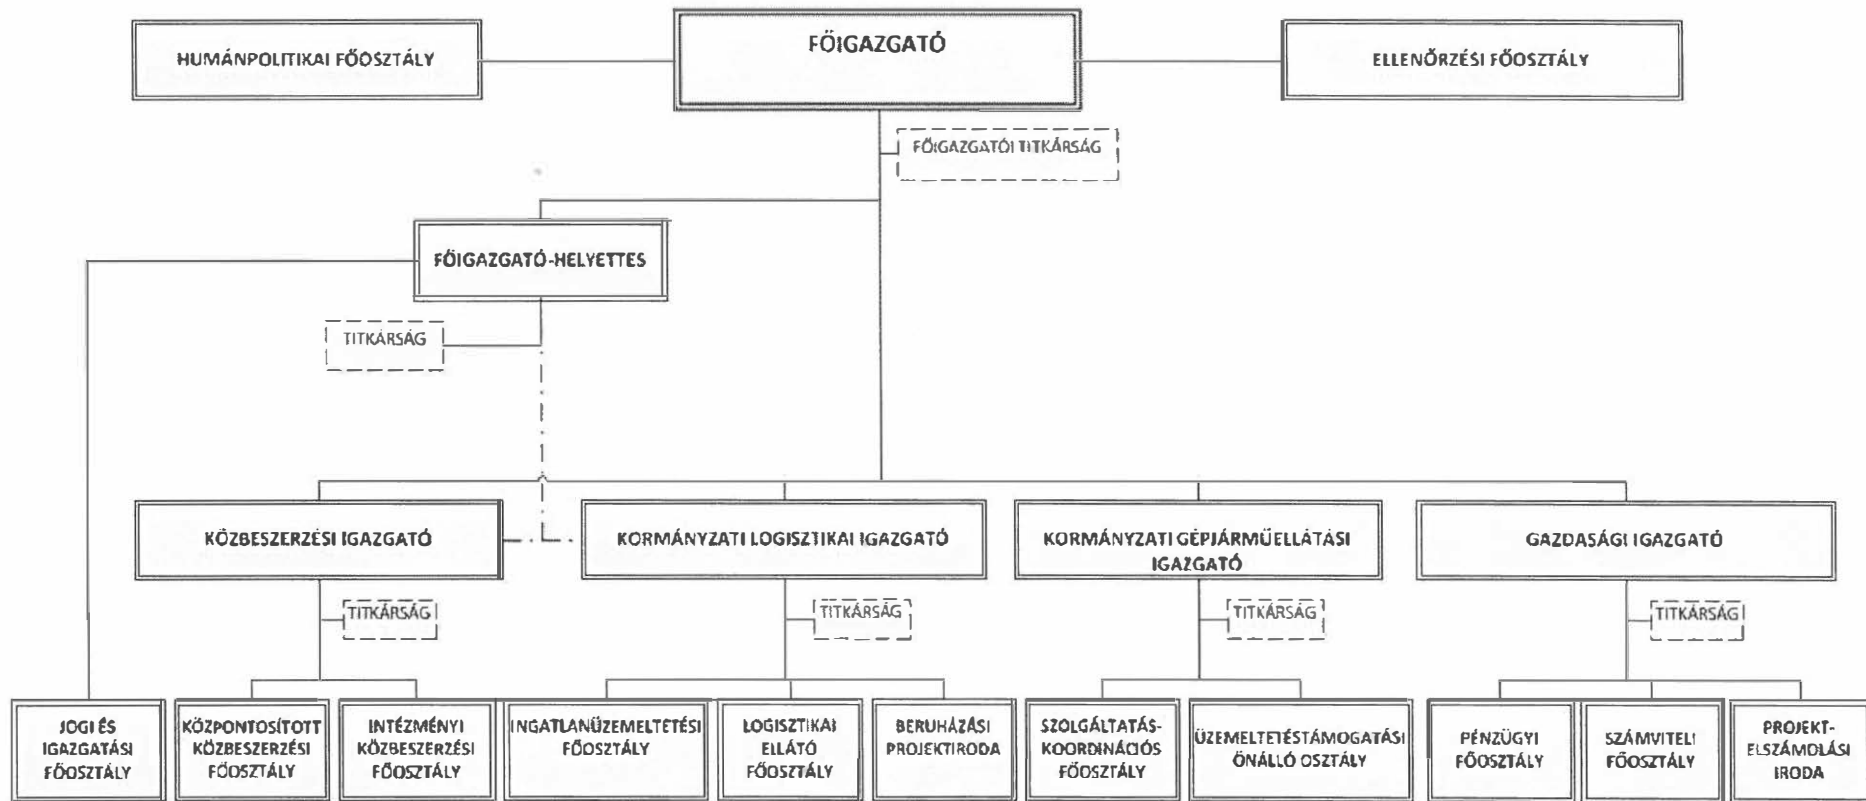 HUMÁNPOLITIKAI FŐOSZTÁLY
FŐIGAZGATÓ
ELLENŐRZÉSI FŐOSZTÁLY
FŐIGAZGATÓI TITKÁRSÁG
FŐIGAZGATÓ-HELYETTES
TITKÁRSÁG
KÖZBESZERZÉSI IGAZGATÓ
KORMÁNYZATI LOGISZTIKAI IGAZGATÓ
KORMÁNYZATI GÉPJÁRMŰELLÁTÁSI
IGAZGATÓ
GAZDASÁGI IGAZGATÓ
TITKÁRSÁG
TITKÁRSÁG
TITKÁRSÁG
TITKÁRSÁG
JOGI ÉS
IGAZGATÁSI
FŐOSZTÁLY
KÖZPONTOSÍTOTT
KÖZBESZERZÉSI
FŐOSZTÁLY
INTÉZMÉNYI
KÖZBESZERZÉSI
FŐOSZTÁLY
INGATLANÜZEMELTETÉSI
FŐOSZTÁLY
LOGISZTIKAI
ELLÁTÓ
FŐOSZTÁLY
BERUHÁZÁSI
PROJEKTIRODA
SZOLGÁLTATÁS-
KOORDINÁCIÓS
FŐOSZTÁLY
ÜZEMELTETÉSTÁMOGATÁSI
ÖNÁLLÓ OSZTÁLY
PÉNZÜGYI
FŐOSZTÁLY
SZÁMVITELI
FŐOSZTÁLY
PROJEKT-
ELSZÁMOLÁSI
IRODA